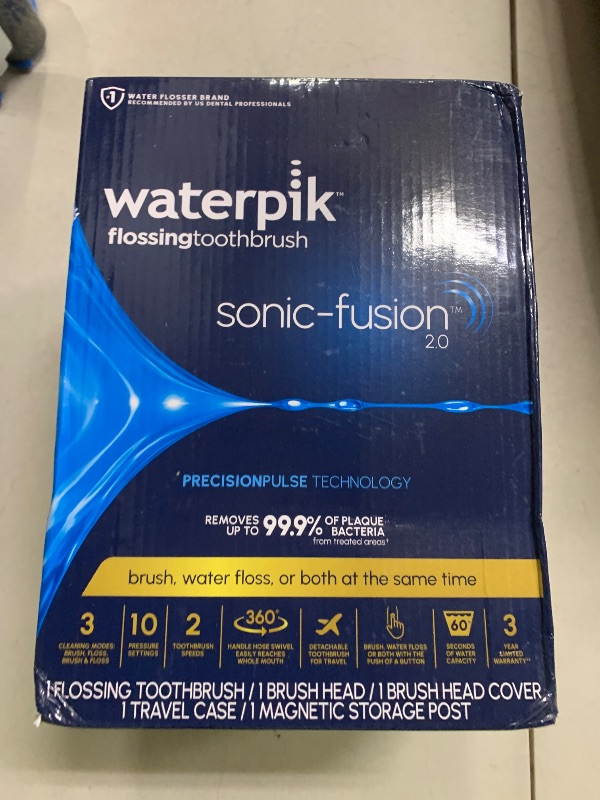 #1 WATER FLOSSER BRAND
RECOMMENDED BY US DENTAL PROFESSIONALS
waterpik™
flossingtoothbrush
sonic-fusion™
2.0
PRECISIONPULSE TECHNOLOGY
REMOVES UP TO 99.9% OF PLAQUE BACTERIA
from treated areas†
brush, water floss, or both at the same time
3
CLEANING MODES:
BRUSH, FLOSS,
BRUSH & FLOSS
10
PRESSURE
SETTINGS
2
TOOTHBRUSH
SPEEDS
360°
HANDLE HOSE SWIVEL
EASILY REACHES
WHOLE MOUTH
DETACHABLE
TOOTHBRUSH
FOR TRAVEL
BRUSH, WATER FLOSS
OR BOTH WITH THE
PUSH OF A BUTTON
60
SECONDS
OF WATER
CAPACITY
3
YEAR
LIMITED
WARRANTY††
1 FLOSSING TOOTHBRUSH / 1 BRUSH HEAD / 1 BRUSH HEAD COVER
1 TRAVEL CASE / 1 MAGNETIC STORAGE POST